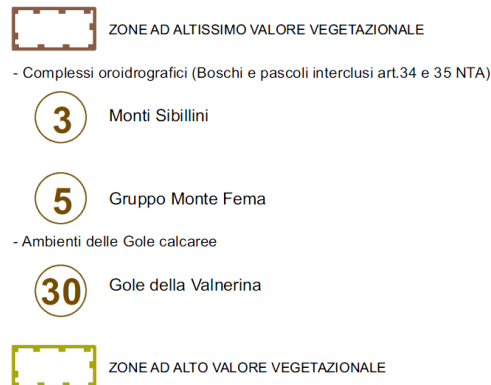 ZONE AD ALTISSIMO VALORE VEGETAZIONALE
- Complessi oroidrografici (Boschi e pascoli interclusi art.34 e 35 NTA)
3 Monti Sibillini
5 Gruppo Monte Fema
- Ambienti delle Gole calcaree
30 Gole della Valnerina
ZONE AD ALTO VALORE VEGETAZIONALE